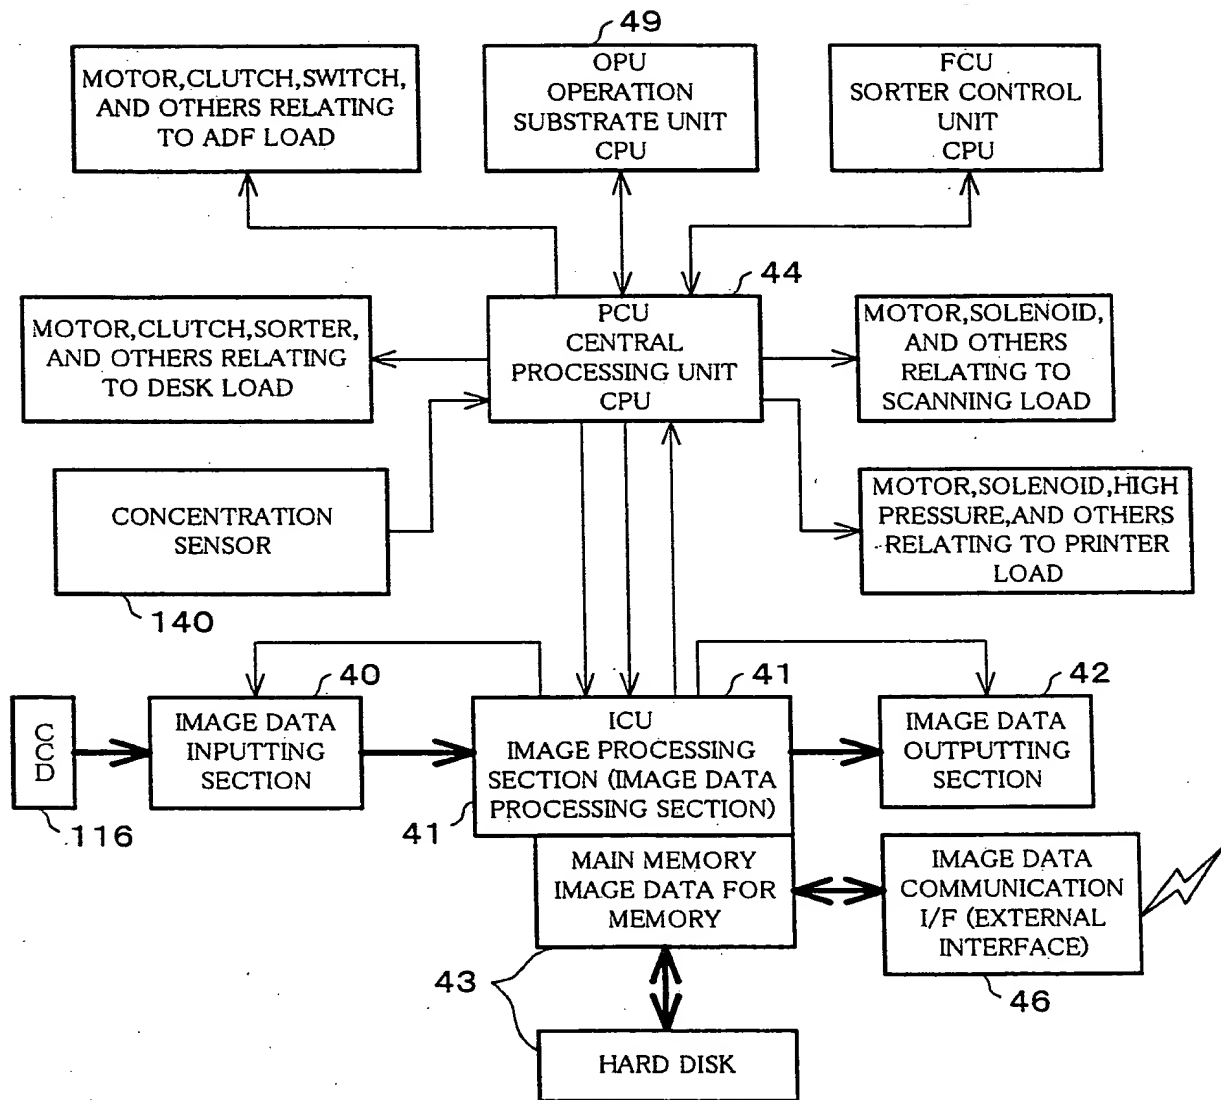 49
MOTOR,CLUTCH,SWITCH,
AND OTHERS RELATING
TO ADF LOAD
OPU
OPERATION
SUBSTRATE UNIT
CPU
FCU
SORTER CONTROL
UNIT
CPU
44
MOTOR,CLUTCH,SORTER,
AND OTHERS RELATING
TO DESK LOAD
PCU
CENTRAL
PROCESSING UNIT
CPU
MOTOR,SOLENOID,
AND OTHERS
RELATING TO
SCANNING LOAD
CONCENTRATION
SENSOR
140
MOTOR,SOLENOID,HIGH
PRESSURE,AND OTHERS
RELATING TO PRINTER
LOAD
40
41
42
CCD
116
IMAGE DATA
INPUTTING
SECTION
ICU
IMAGE PROCESSING
SECTION (IMAGE DATA
PROCESSING SECTION)
41
IMAGE DATA
OUTPUTTING
SECTION
MAIN MEMORY
IMAGE DATA FOR
MEMORY
IMAGE DATA
COMMUNICATION
I/F (EXTERNAL
INTERFACE)
43
46
HARD DISK